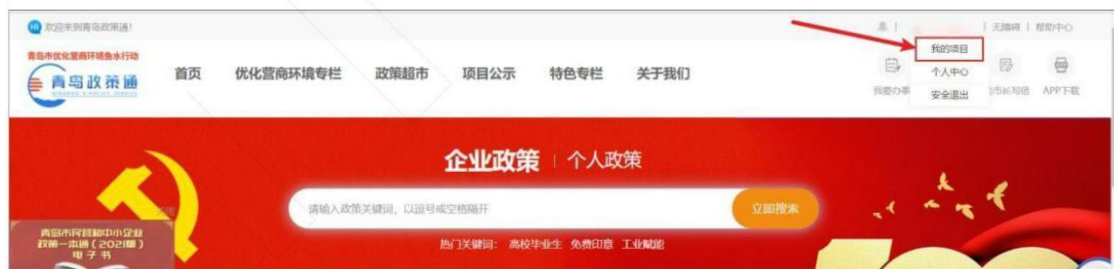 Hi 欢迎来到青岛政策通!
息 | | 无障碍 | 帮助中心
青岛市优化营商环境鱼水行动
青岛政策通
首页 优化营商环境专栏 政策超市 项目公示 特色专栏 关于我们
我的项目
个人中心
安全退出
我要办事 市长写信 APP下载
企业政策 | 个人政策
请输入政策关键词,以逗号或空格隔开
立即搜索
热门关键词: 高校毕业生 免费印章 工业赋能
青岛市民营和中小企业
政策一本通(2021版)
电子书